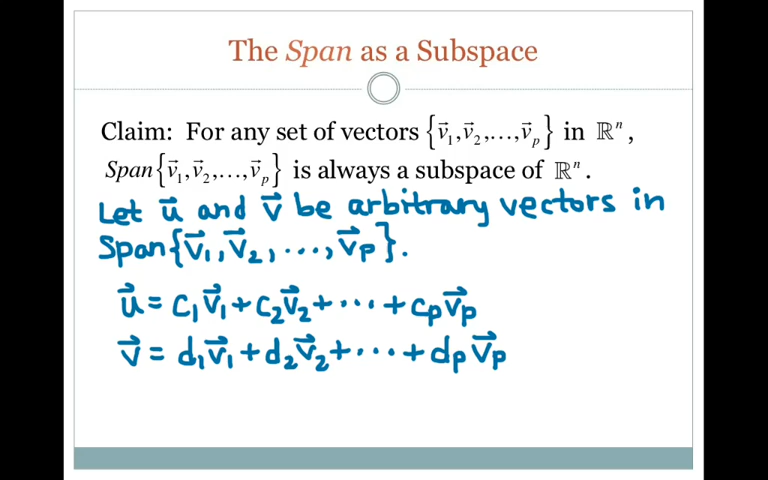 The Span as a Subspace
Claim: For any set of vectors {v⃗₁, v⃗₂, …, v⃗ₚ} in ℝⁿ,
Span{v⃗₁, v⃗₂, …, v⃗ₚ} is always a subspace of ℝⁿ.
Let u⃗ and v⃗ be arbitrary vectors in
Span{v⃗₁, v⃗₂, ..., v⃗ₚ}.
u⃗ = c₁v⃗₁ + c₂v⃗₂ + ··· + cₚv⃗ₚ
v⃗ = d₁v⃗₁ + d₂v⃗₂ + ··· + dₚv⃗ₚ